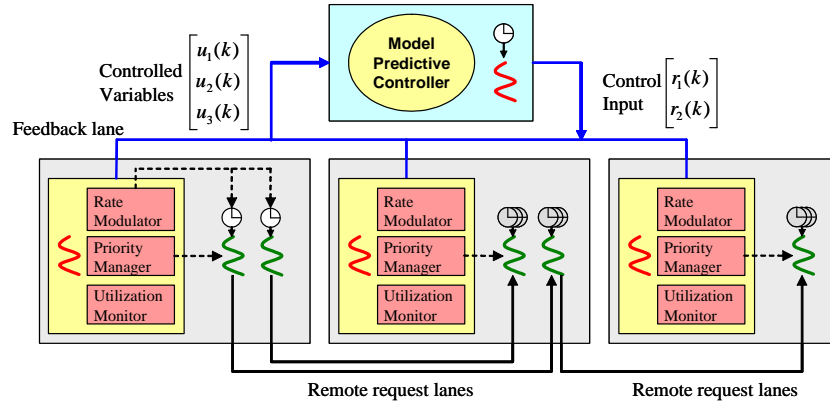 Model
Predictive
Controller
Controlled
Variables
u₁(k)
u₂(k)
u₃(k)
Control
Input
r₁(k)
r₂(k)
Feedback lane
Rate
Modulator
Priority
Manager
Utilization
Monitor
Rate
Modulator
Priority
Manager
Utilization
Monitor
Rate
Modulator
Priority
Manager
Utilization
Monitor
Remote request lanes
Remote request lanes